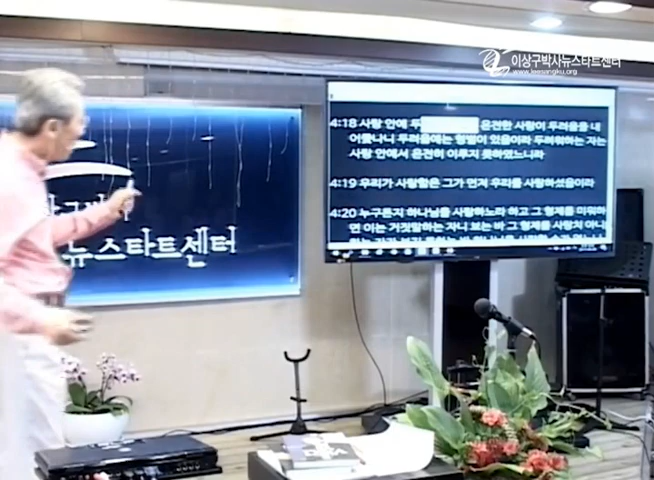 이상구박사뉴스타트센터
www.leesangku.org
뉴스타트센터
4:18 사랑 안에 두 온전한 사랑이 두려움을 내
어쫓나니 두려움에는 형벌이 있음이라 두려워하는 자는
사랑 안에서 온전히 이루지 못하였느니라
4:19 우리가 사랑함은 그가 먼저 우리를 사랑하셨음이라
4:20 누구든지 하나님을 사랑하노라 하고 그 형제를 미워하
면 이는 거짓말하는 자니 보는 바 그 형제를 사랑치 아니